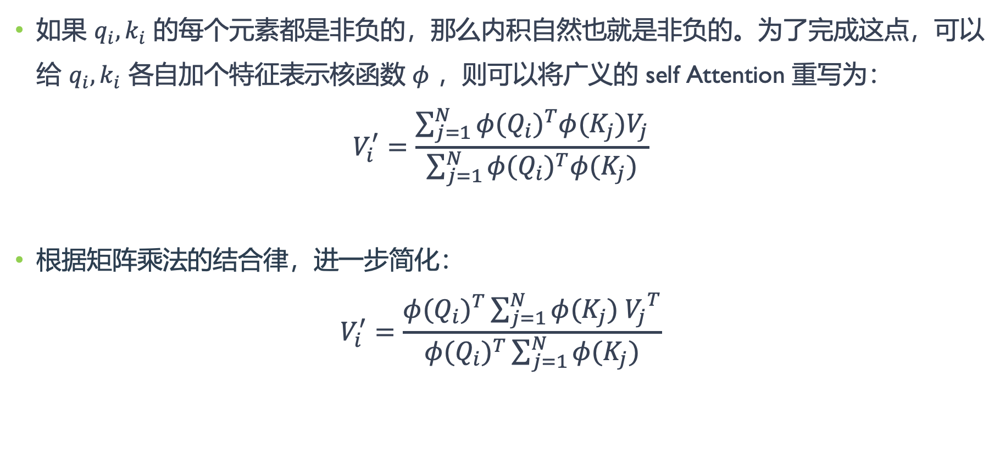 • 如果 $q_i, k_i$ 的每个元素都是非负的，那么内积自然也就是非负的。为了完成这点，可以
给 $q_i, k_i$ 各自加个特征表示核函数 $\phi$ ，则可以将广义的 self Attention 重写为：
$V_i' = \frac{\sum_{j=1}^{N} \phi(Q_i)^T \phi(K_j) V_j}{\sum_{j=1}^{N} \phi(Q_i)^T \phi(K_j)}$
• 根据矩阵乘法的结合律，进一步简化：
$V_i' = \frac{\phi(Q_i)^T \sum_{j=1}^{N} \phi(K_j) {V_j}^T}{\phi(Q_i)^T \sum_{j=1}^{N} \phi(K_j)}$